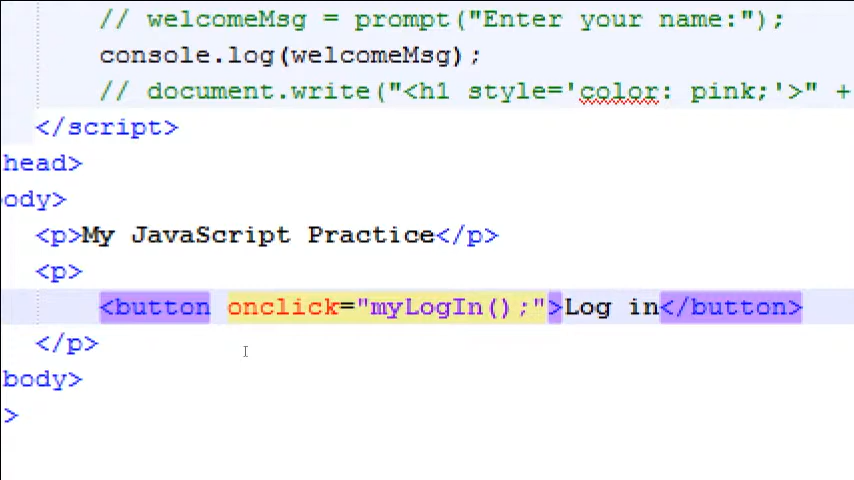 // welcomeMsg = prompt("Enter your name:");
console.log(welcomeMsg);
// document.write("<h1 style='color: pink;'>" +
</script>
head>
ody>
<p>My JavaScript Practice</p>
<p>
<button onclick="myLogIn();">Log in</button>
</p>
body>
>